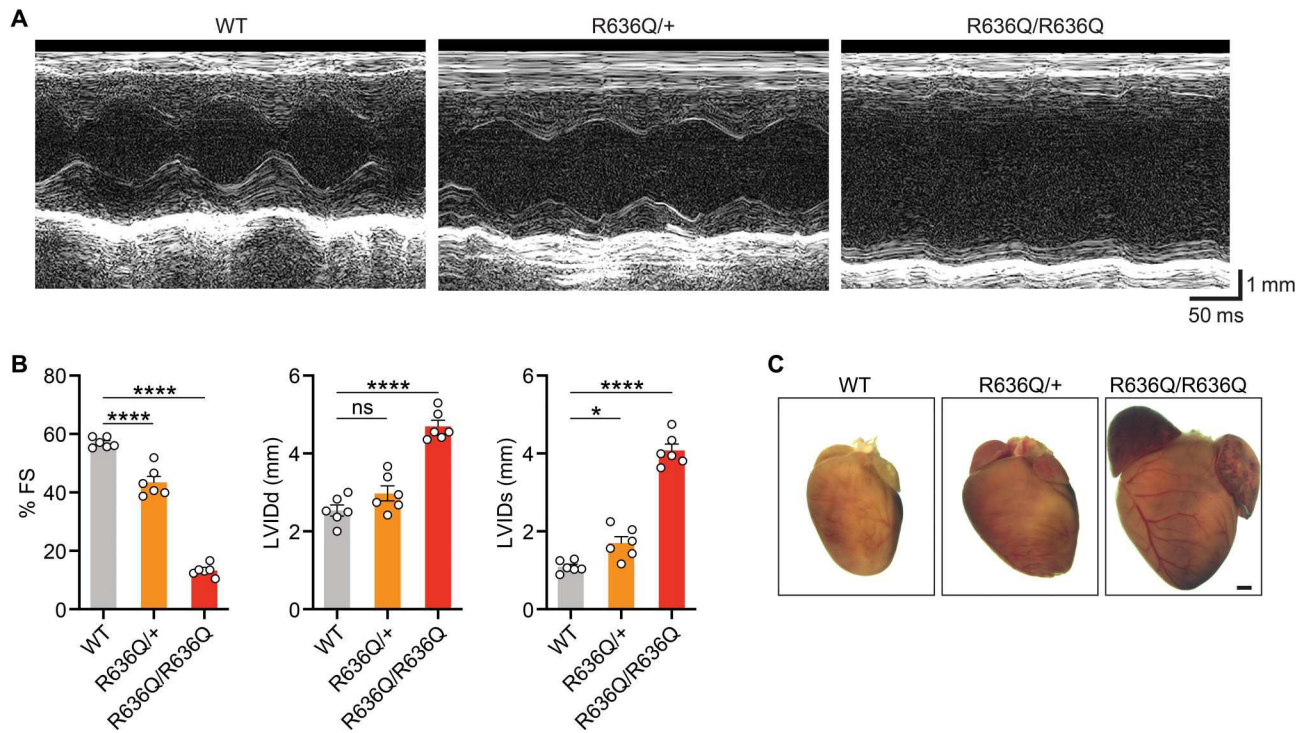 A
WT
R636Q/+
R636Q/R636Q
1 mm
50 ms
B
% FS
80
60
40
20
0
****
****
WT
R636Q/+
R636Q/R636Q
LVIDd (mm)
6
4
2
0
****
ns
WT
R636Q/+
R636Q/R636Q
LVIDs (mm)
6
4
2
0
****
*
WT
R636Q/+
R636Q/R636Q
C
WT
R636Q/+
R636Q/R636Q